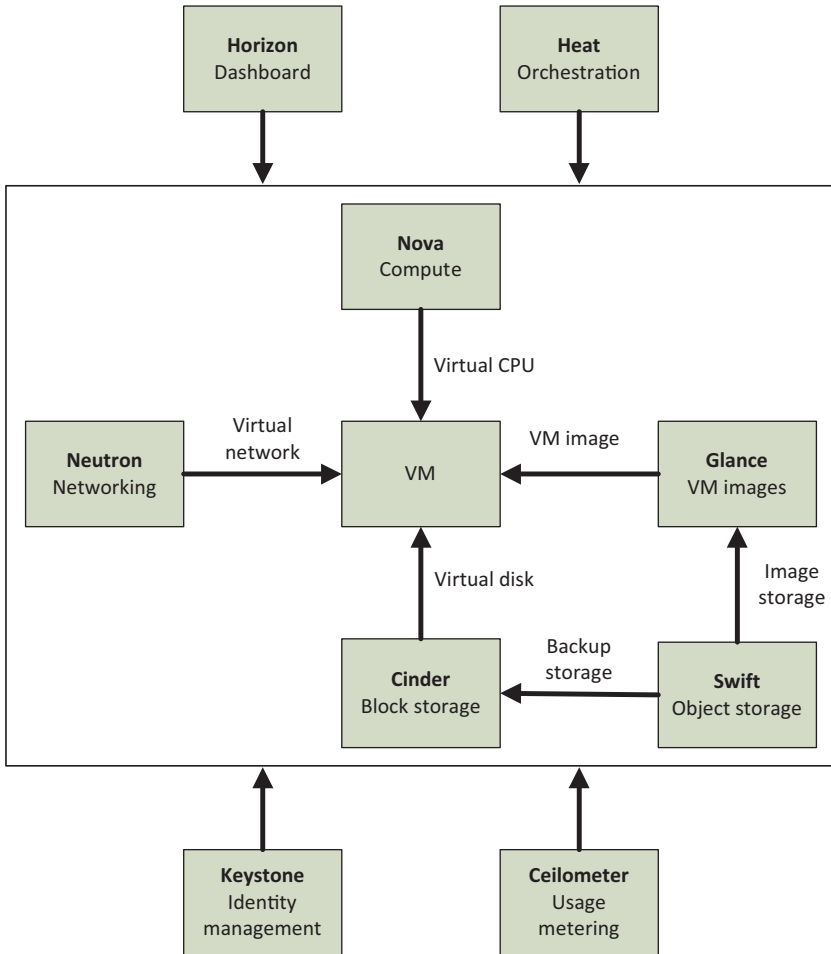 Horizon
Dashboard
Heat
Orchestration
Nova
Compute
Virtual CPU
Neutron
Networking
Virtual
network
VM
VM image
Glance
VM images
Virtual disk
Image
storage
Cinder
Block storage
Backup
storage
Swift
Object storage
Keystone
Identity
management
Ceilometer
Usage
metering